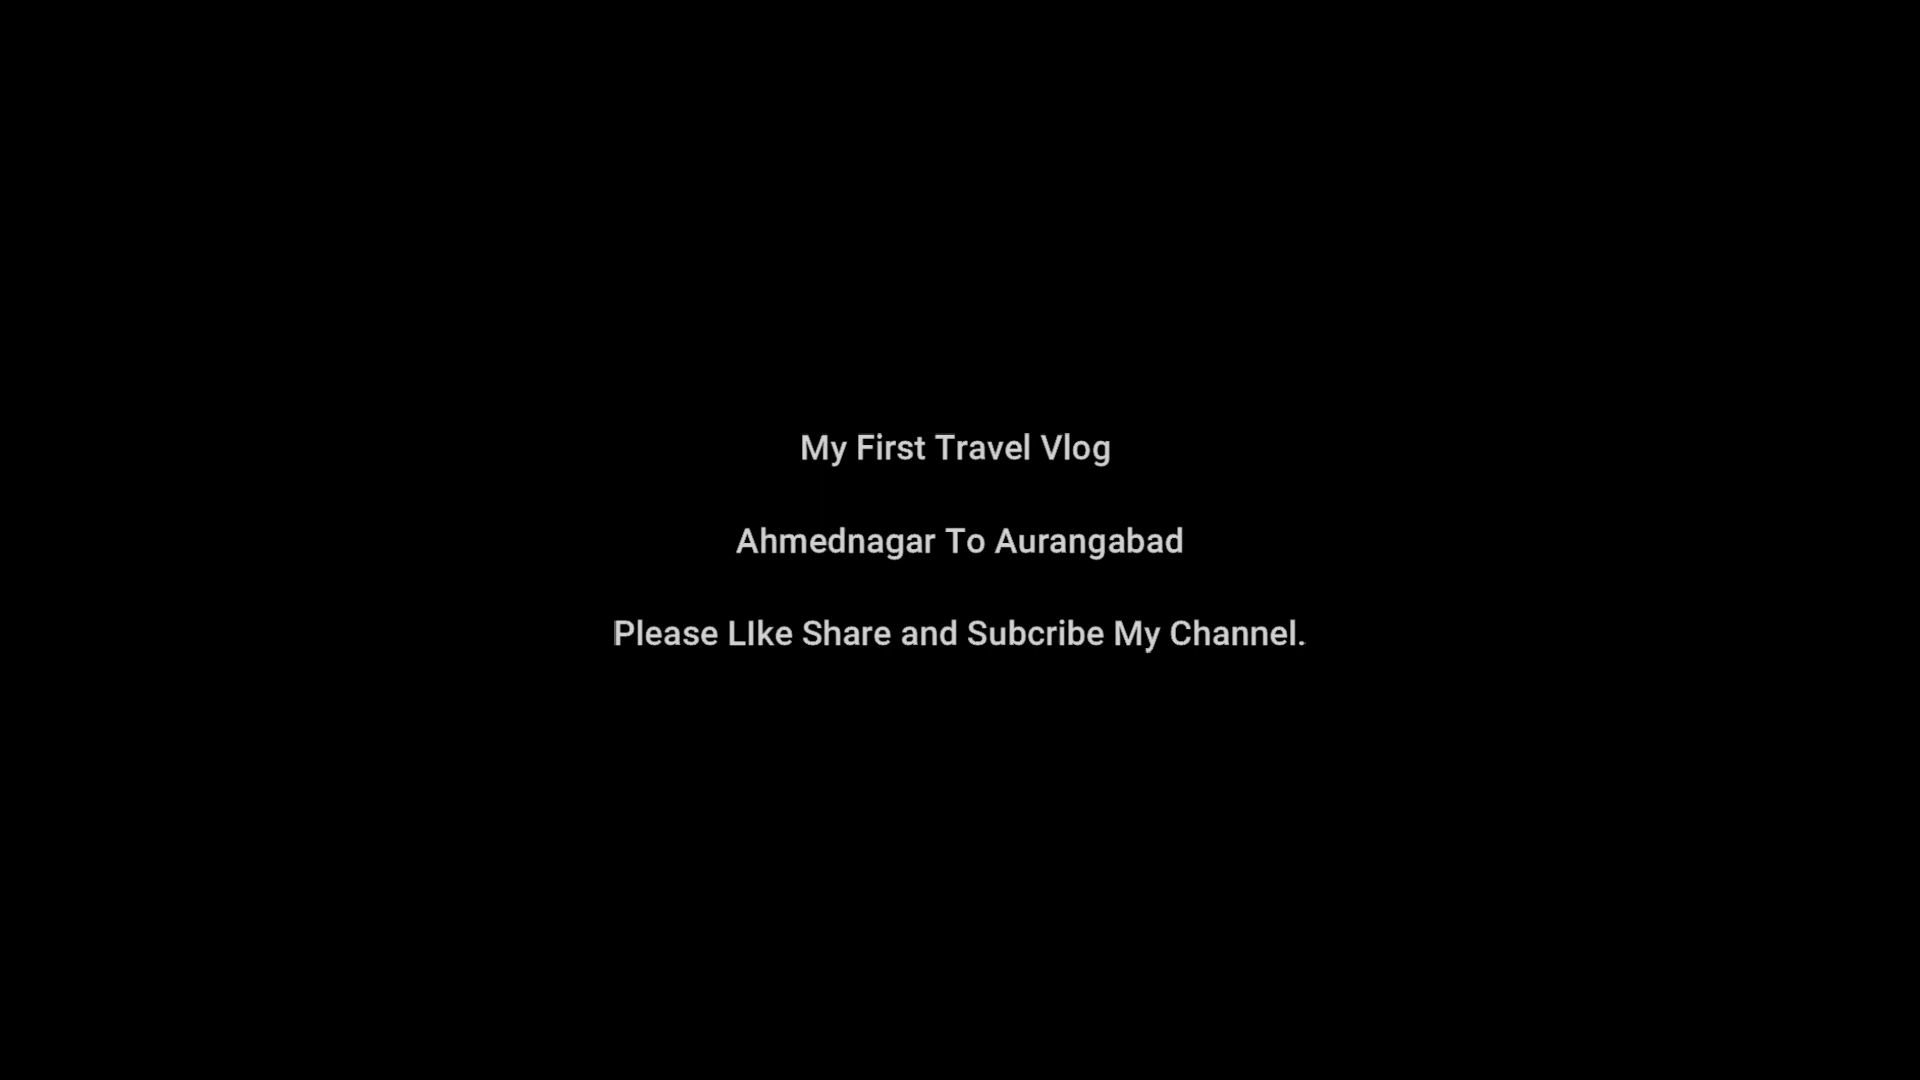 My First Travel Vlog
Ahmednagar To Aurangabad
Please LIke Share and Subcribe My Channel.